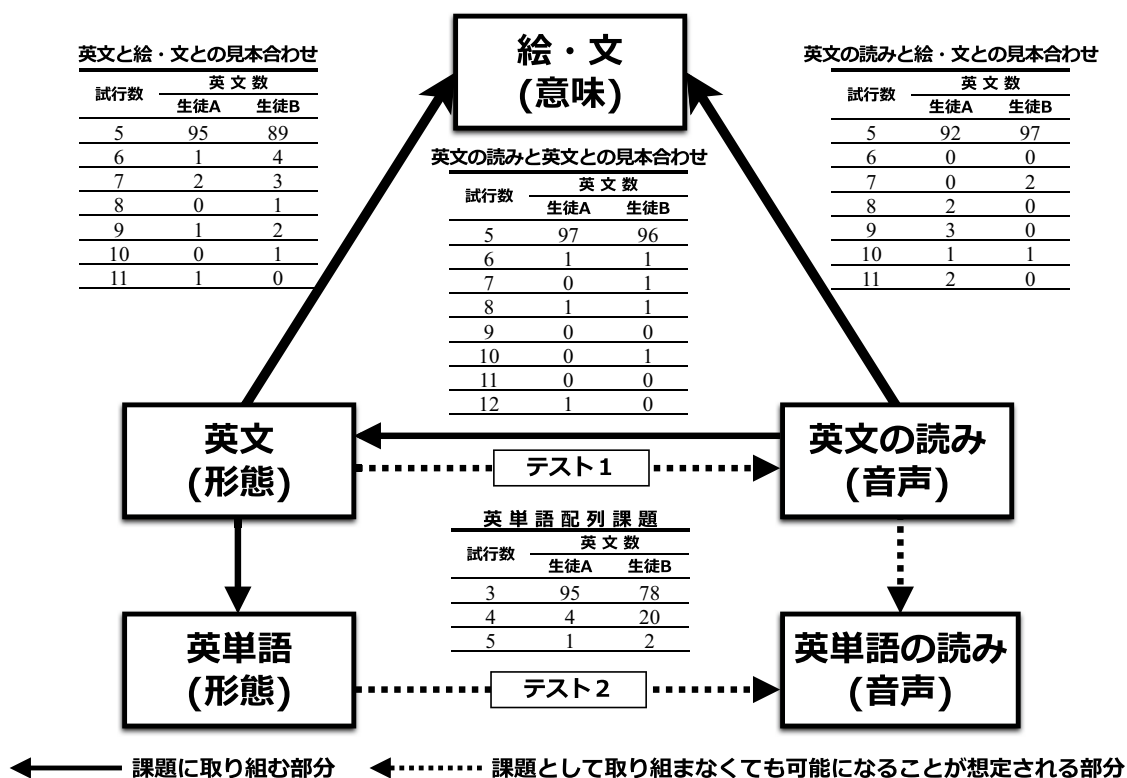 絵・文
(意味)
英文と絵・文との見本合わせ
試行数 英 文 数
生徒A 生徒B
5 95 89
6 1 4
7 2 3
8 0 1
9 1 2
10 0 1
11 1 0
英文の読みと英文との見本合わせ
試行数 英 文 数
生徒A 生徒B
5 97 96
6 1 1
7 0 1
8 1 1
9 0 0
10 0 1
11 0 0
12 1 0
英文の読みと絵・文との見本合わせ
試行数 英 文 数
生徒A 生徒B
5 92 97
6 0 0
7 0 2
8 2 0
9 3 0
10 1 1
11 2 0
英文
(形態)
テスト１
英文の読み
(音声)
英 単 語 配 列 課 題
試行数 英 文 数
生徒A 生徒B
3 95 78
4 4 20
5 1 2
英単語
(形態)
テスト２
英単語の読み
(音声)
課題に取り組む部分
課題として取り組まなくても可能になることが想定される部分